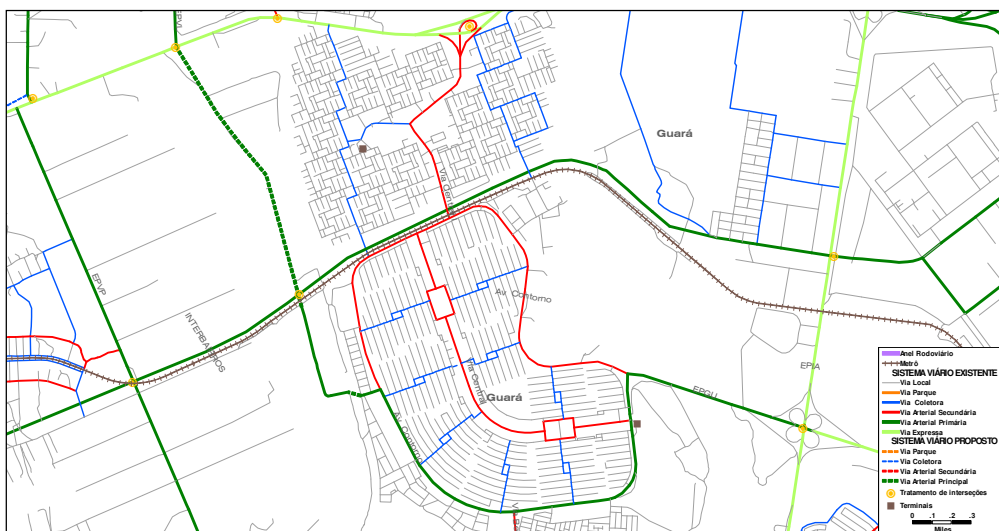 EPVL
Guará
Via Central
Av. Contorno
EPVP
INTERBAIRROS
Via Central
EPIA
EPGU
Guará
Av. Contorno
Anel Rodoviário
Metrô
SISTEMA VIÁRIO EXISTENTE
Via Local
Via Parque
Via Coletora
Via Arterial Secundária
Via Arterial Primária
Via Expressa
SISTEMA VIÁRIO PROPOSTO
Via Parque
Via Coletora
Via Arterial Secundária
Via Arterial Principal
Tratamento de Interseções
Terminais
0 .1 .2 .3
Miles